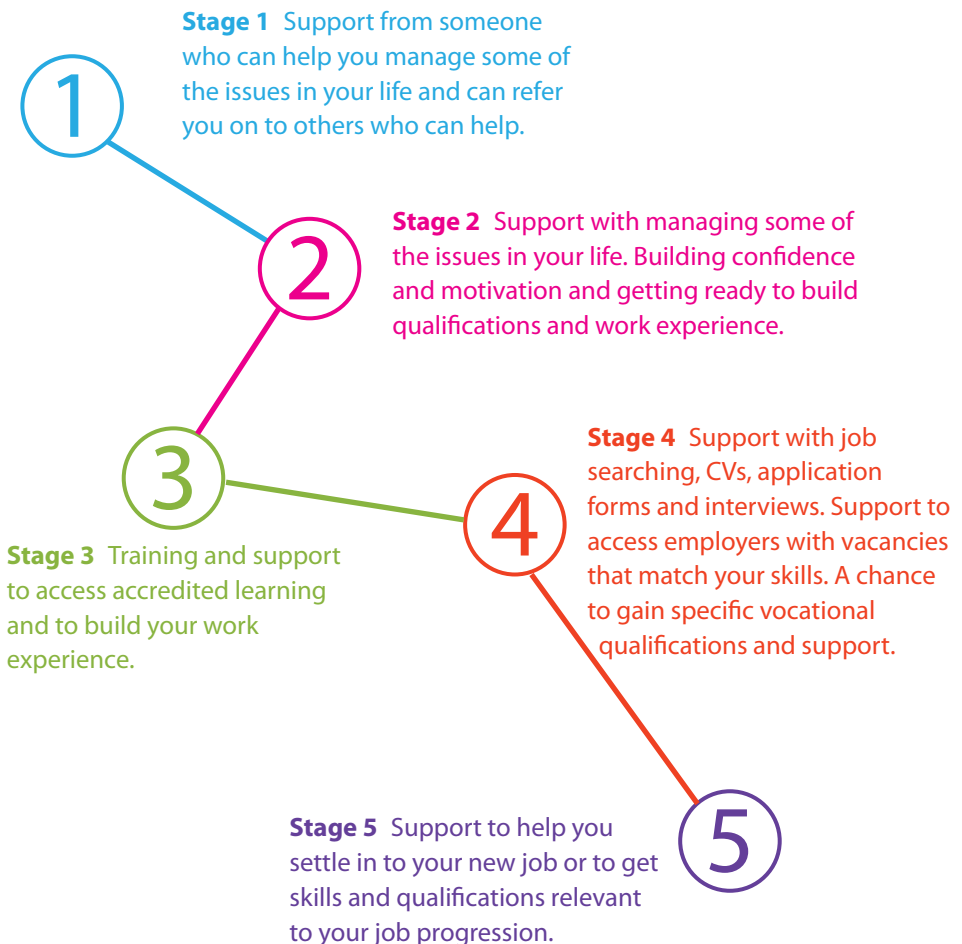 1
Stage 1 Support from someone
who can help you manage some of
the issues in your life and can refer
you on to others who can help.
2
Stage 2 Support with managing some of
the issues in your life. Building confidence
and motivation and getting ready to build
qualifications and work experience.
3
Stage 3 Training and support
to access accredited learning
and to build your work
experience.
4
Stage 4 Support with job
searching, CVs, application
forms and interviews. Support to
access employers with vacancies
that match your skills. A chance
to gain specific vocational
qualifications and support.
5
Stage 5 Support to help you
settle in to your new job or to get
skills and qualifications relevant
to your job progression.